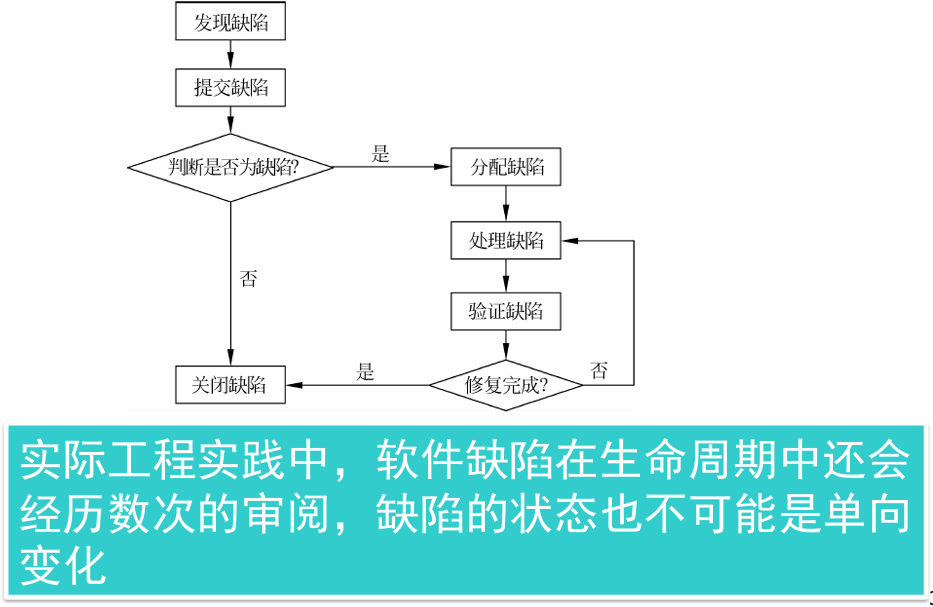 发现缺陷
提交缺陷
判断是否为缺陷?
是
分配缺陷
处理缺陷
否
验证缺陷
关闭缺陷
是
修复完成?
否
实际工程实践中，软件缺陷在生命周期中还会
经历数次的审阅，缺陷的状态也不可能是单向
变化